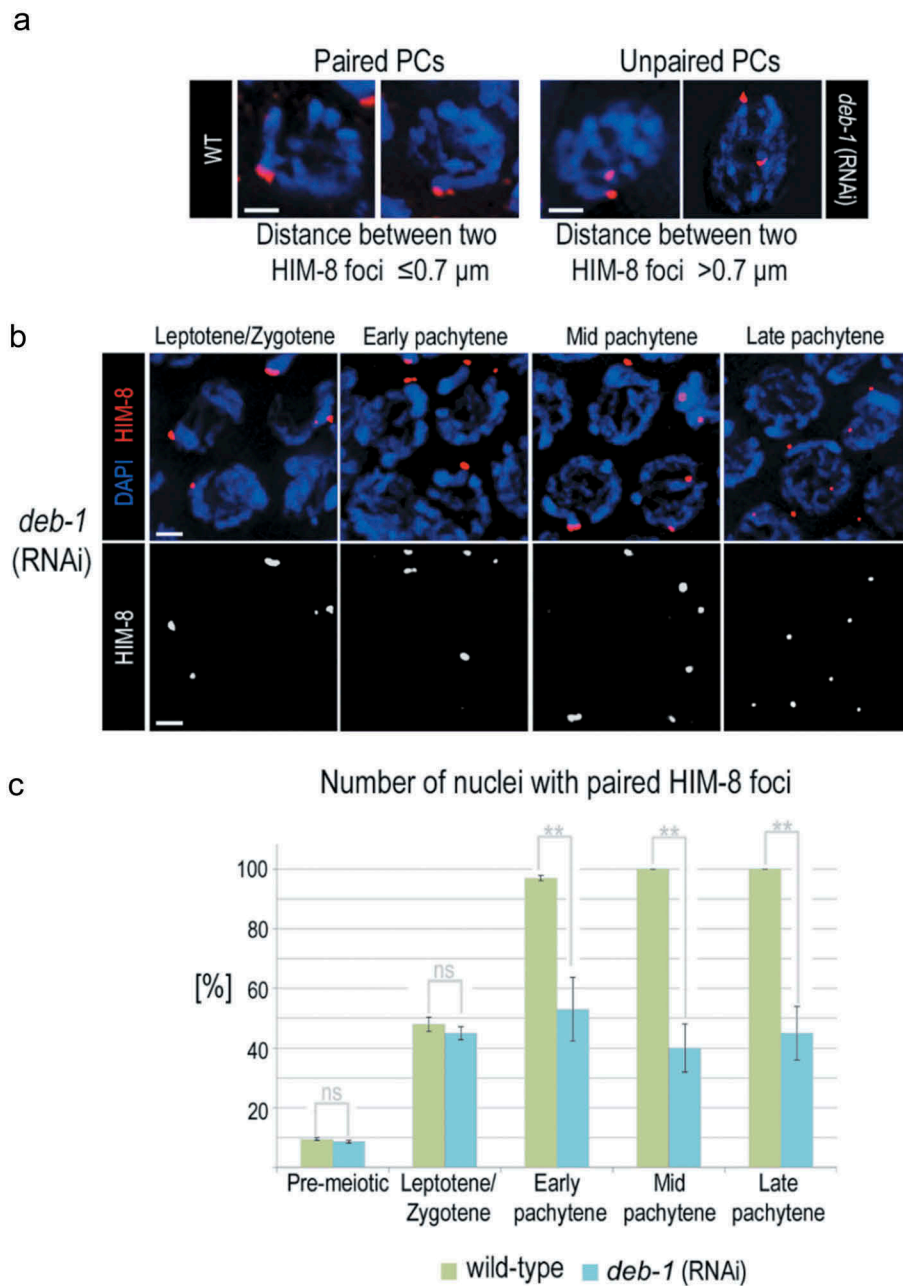 a
Paired PCs
Unpaired PCs
WT
deb-1 (RNAi)
Distance between two
HIM-8 foci ≤0.7 µm
Distance between two
HIM-8 foci >0.7 µm
b
Leptotene/Zygotene
Early pachytene
Mid pachytene
Late pachytene
DAPI HIM-8
deb-1
(RNAi)
HIM-8
c
Number of nuclei with paired HIM-8 foci
[%]
100
80
60
40
20
ns
ns
**
**
**
Pre-meiotic
Leptotene/
Zygotene
Early
pachytene
Mid
pachytene
Late
pachytene
wild-type
deb-1 (RNAi)